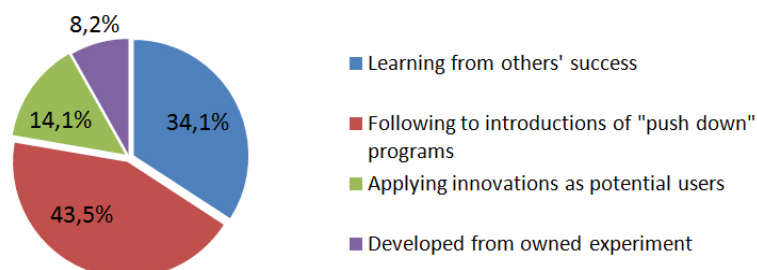 8,2%
34,1%
14,1%
43,5%
Learning from others' success
Following to introductions of "push down"
programs
Applying innovations as potential users
Developed from owned experiment